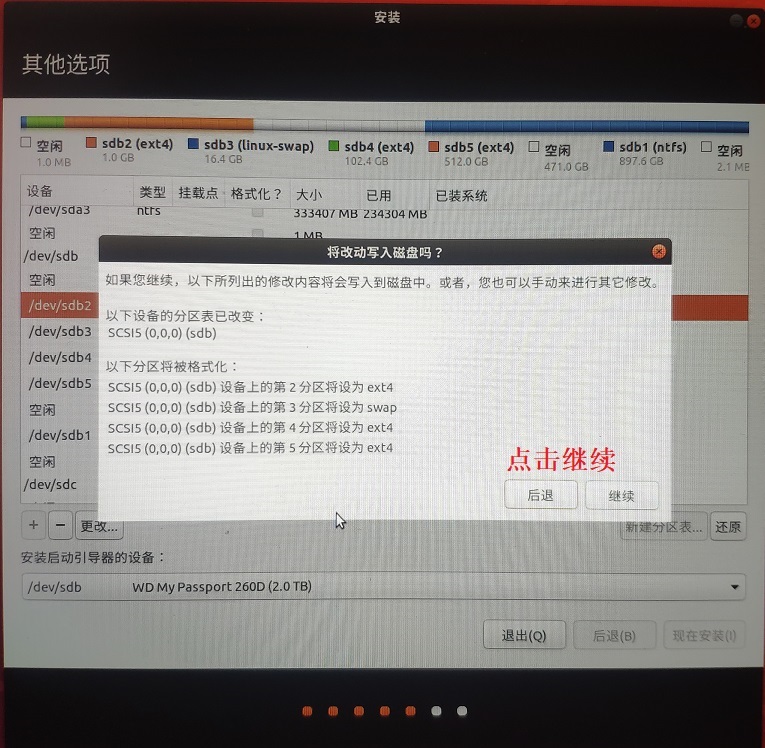 安装
其他选项
空闲 sdb2 (ext4) sdb3 (linux-swap) sdb4 (ext4) sdb5 (ext4) 空闲 sdb1 (ntfs) 空闲
1.0 MB 1.0 GB 16.4 GB 102.4 GB 512.0 GB 471.0 GB 897.6 GB 2.1 MB
设备 类型 挂载点 格式化？ 大小 已用 已装系统
/dev/sda3 ntfs 333407 MB 234304 MB
空闲 1 MB
/dev/sdb
空闲
/dev/sdb2
/dev/sdb3
/dev/sdb4
/dev/sdb5
空闲
/dev/sdb1
空闲
/dev/sdc
将改动写入磁盘吗？
如果您继续，以下所列出的修改内容将会写入到磁盘中。或者，您也可以手动来进行其它修改。
以下设备的分区表已改变：
SCSI5 (0,0,0) (sdb)
以下分区将被格式化：
SCSI5 (0,0,0) (sdb) 设备上的第 2 分区将设为 ext4
SCSI5 (0,0,0) (sdb) 设备上的第 3 分区将设为 swap
SCSI5 (0,0,0) (sdb) 设备上的第 4 分区将设为 ext4
SCSI5 (0,0,0) (sdb) 设备上的第 5 分区将设为 ext4
点击继续
后退 继续
+ − 更改... 新建分区表... 还原
安装启动引导器的设备：
/dev/sdb WD My Passport 260D (2.0 TB)
退出(Q) 后退(B) 现在安装(I)